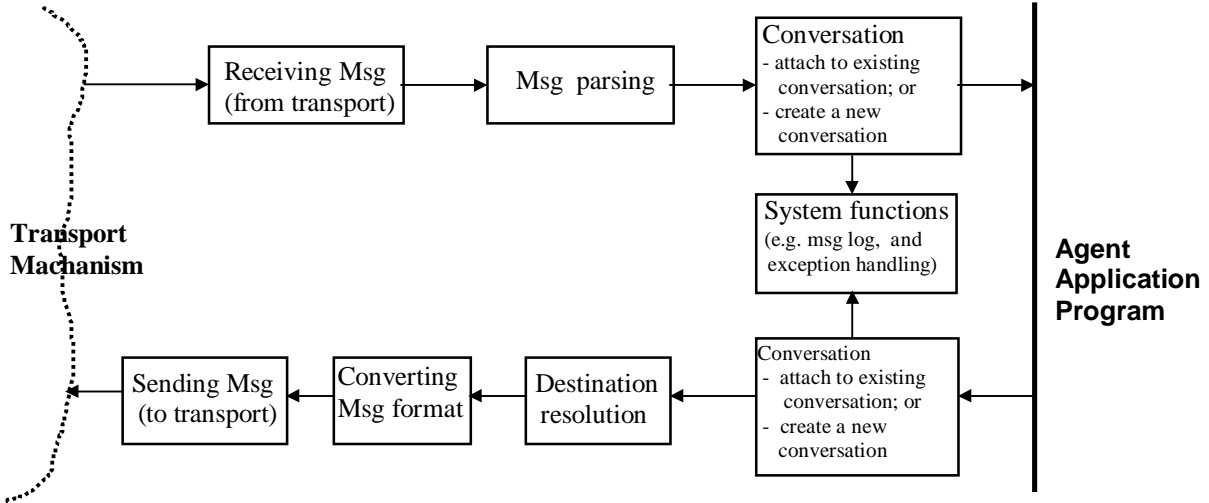 Receiving Msg
(from transport)
Msg parsing
Conversation
- attach to existing
conversation; or
- create a new
conversation
System functions
(e.g. msg log, and
exception handling)
Transport
Machanism
Agent
Application
Program
Sending Msg
(to transport)
Converting
Msg format
Destination
resolution
Conversation
- attach to existing
conversation; or
- create a new
conversation